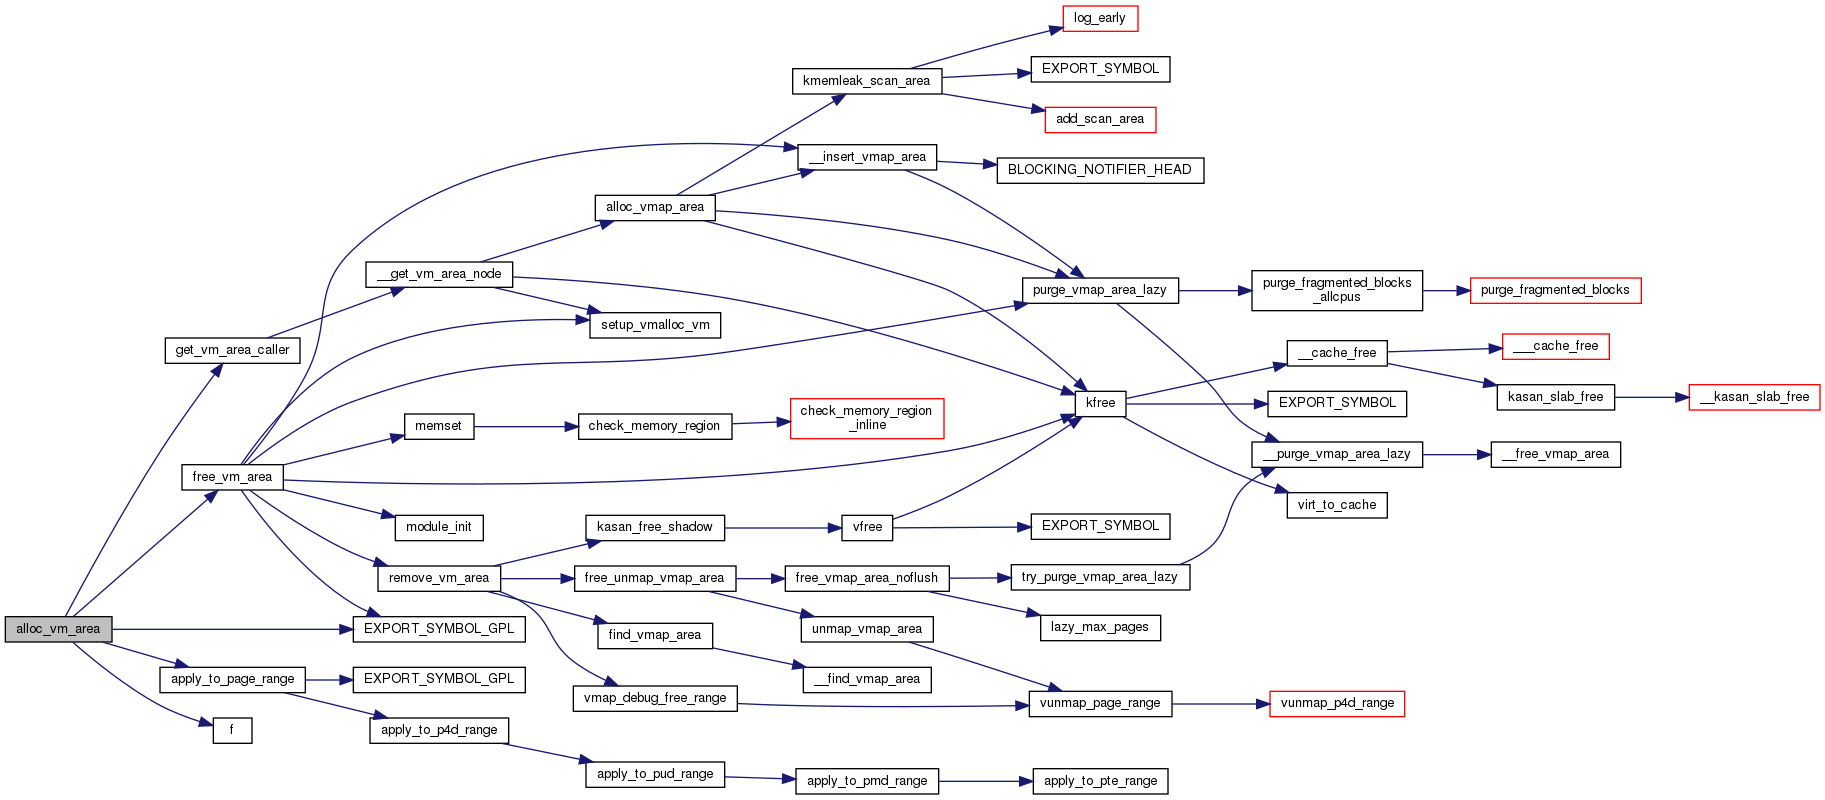 log_early
EXPORT_SYMBOL
kmemleak_scan_area
add_scan_area
__insert_vmap_area
BLOCKING_NOTIFIER_HEAD
alloc_vmap_area
__get_vm_area_node
purge_vmap_area_lazy
purge_fragmented_blocks
_allcpus
purge_fragmented_blocks
setup_vmalloc_vm
get_vm_area_caller
__cache_free
___cache_free
kfree
EXPORT_SYMBOL
kasan_slab_free
__kasan_slab_free
memset
check_memory_region
check_memory_region
_inline
__purge_vmap_area_lazy
__free_vmap_area
free_vm_area
virt_to_cache
module_init
kasan_free_shadow
vfree
EXPORT_SYMBOL
remove_vm_area
free_unmap_vmap_area
free_vmap_area_noflush
try_purge_vmap_area_lazy
alloc_vm_area
EXPORT_SYMBOL_GPL
find_vmap_area
unmap_vmap_area
lazy_max_pages
apply_to_page_range
EXPORT_SYMBOL_GPL
__find_vmap_area
vmap_debug_free_range
vunmap_page_range
vunmap_p4d_range
f
apply_to_p4d_range
apply_to_pud_range
apply_to_pmd_range
apply_to_pte_range